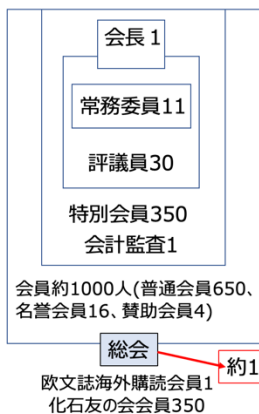 会長 1
常務委員11
評議員30
特別会員350
会計監査1
会員約1000人(普通会員650、
名誉会員16、賛助会員4)
総会
約1
欧文誌海外購読会員1
化石友の会会員350